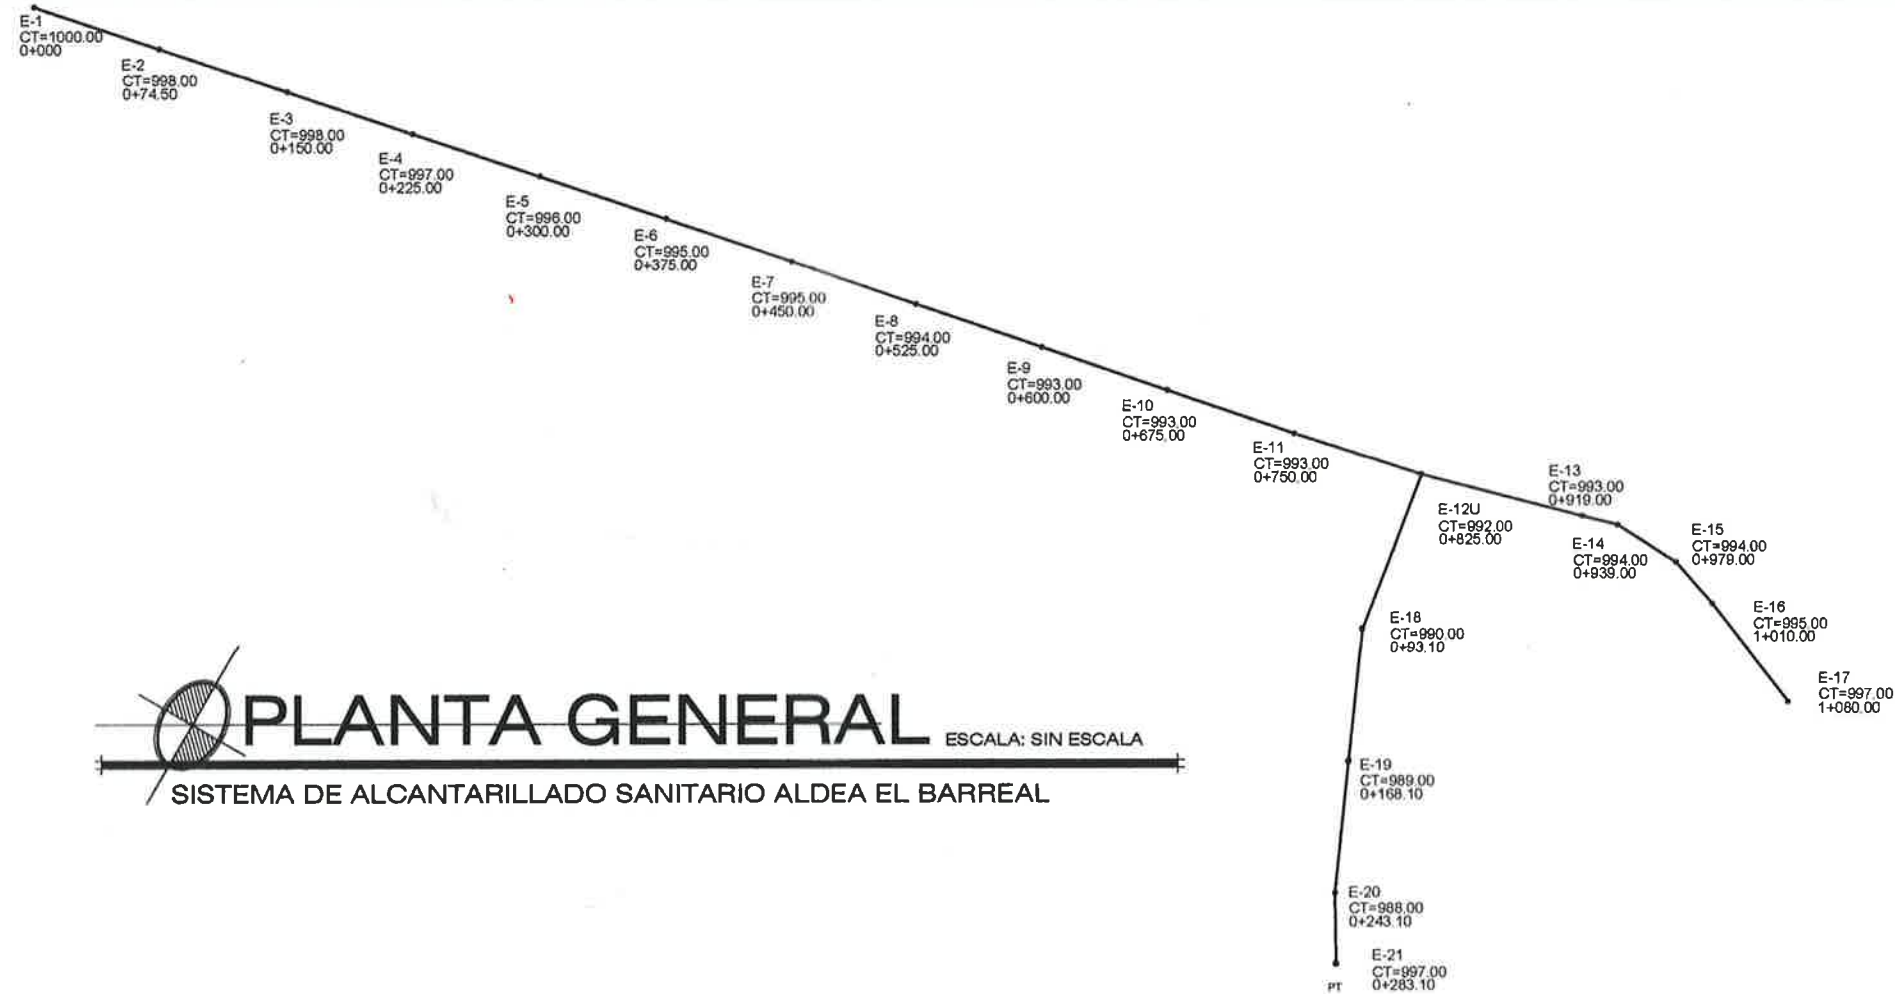 E-1
CT=1000.00
0+000
E-2
CT=998.00
0+74.50
E-3
CT=998.00
0+150.00
E-4
CT=997.00
0+225.00
E-5
CT=996.00
0+300.00
E-6
CT=995.00
0+375.00
E-7
CT=995.00
0+450.00
E-8
CT=994.00
0+525.00
E-9
CT=993.00
0+600.00
E-10
CT=993.00
0+675.00
E-11
CT=993.00
0+750.00
E-12U
CT=992.00
0+825.00
E-13
CT=993.00
0+919.00
E-14
CT=994.00
0+939.00
E-15
CT=994.00
0+979.00
E-16
CT=995.00
1+010.00
E-17
CT=997.00
1+080.00
E-18
CT=990.00
0+93.10
E-19
CT=989.00
0+168.10
E-20
CT=988.00
0+243.10
E-21
CT=997.00
0+283.10
PT
PLANTA GENERAL ESCALA: SIN ESCALA
SISTEMA DE ALCANTARILLADO SANITARIO ALDEA EL BARREAL